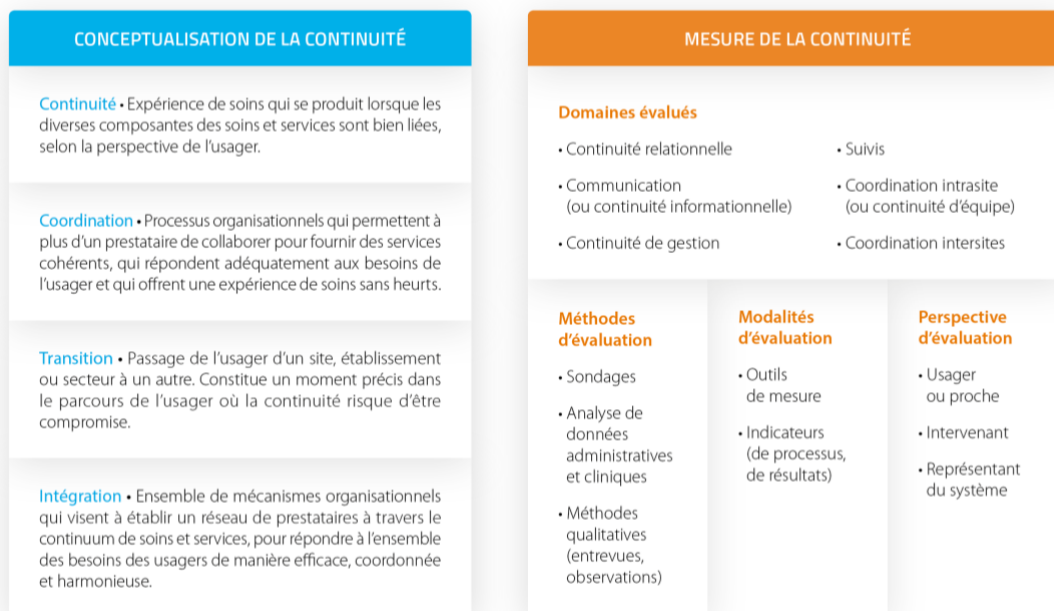 CONCEPTUALISATION DE LA CONTINUITÉ
Continuité • Expérience de soins qui se produit lorsque les
diverses composantes des soins et services sont bien liées,
selon la perspective de l’usager.
Coordination • Processus organisationnels qui permettent à
plus d’un prestataire de collaborer pour fournir des services
cohérents, qui répondent adéquatement aux besoins de
l’usager et qui offrent une expérience de soins sans heurts.
Transition • Passage de l’usager d’un site, établissement
ou secteur à un autre. Constitue un moment précis dans
le parcours de l’usager où la continuité risque d’être
compromise.
Intégration • Ensemble de mécanismes organisationnels
qui visent à établir un réseau de prestataires à travers le
continuum de soins et services, pour répondre à l’ensemble
des besoins des usagers de manière efficace, coordonnée
et harmonieuse.
MESURE DE LA CONTINUITÉ
Domaines évalués
• Continuité relationnelle
• Communication
(ou continuité informationnelle)
• Continuité de gestion
• Suivis
• Coordination intrasite
(ou continuité d’équipe)
• Coordination intersites
Méthodes
d’évaluation
• Sondages
• Analyse de
données
administratives
et cliniques
• Méthodes
qualitatives
(entrevues,
observations)
Modalités
d’évaluation
• Outils
de mesure
• Indicateurs
(de processus,
de résultats)
Perspective
d’évaluation
• Usager
ou proche
• Intervenant
• Représentant
du système